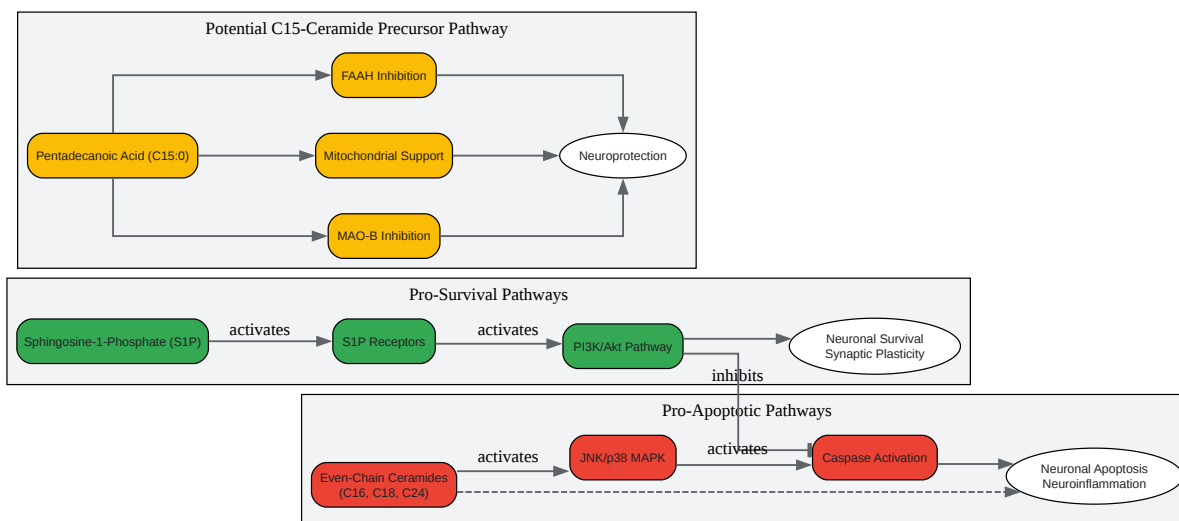 Potential C15-Ceramide Precursor Pathway
FAAH Inhibition
Pentadecanoic Acid (C15:0)
Mitochondrial Support
Neuroprotection
MAO-B Inhibition
Pro-Survival Pathways
Sphingosine-1-Phosphate (S1P)
activates
S1P Receptors
activates
PI3K/Akt Pathway
Neuronal Survival
Synaptic Plasticity
inhibits
Pro-Apoptotic Pathways
Even-Chain Ceramides
(C16, C18, C24)
activates
JNK/p38 MAPK
activates
Caspase Activation
Neuronal Apoptosis
Neuroinflammation